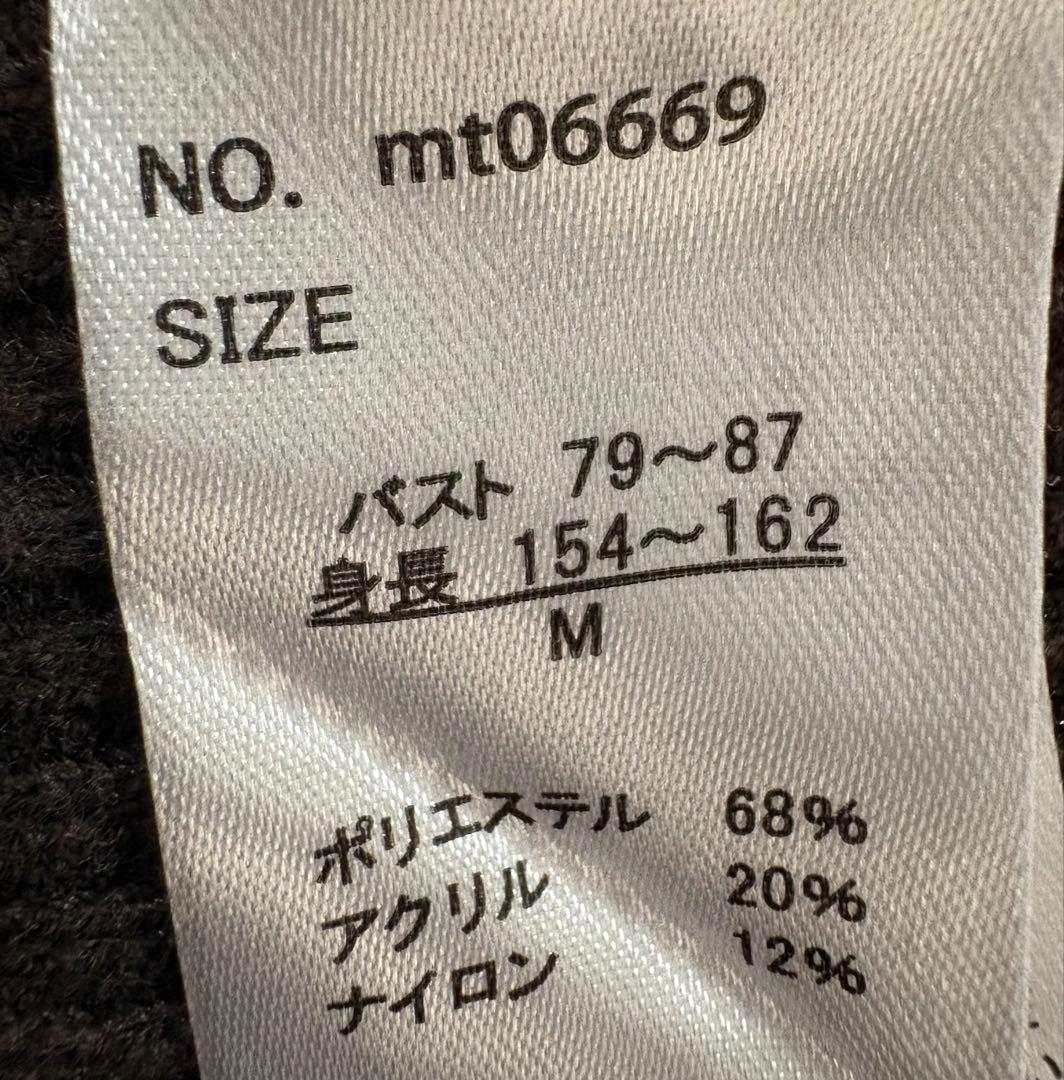 NO. mt06669
SIZE
バスト 79～87
身長 154～162
M
ポリエステル 68%
アクリル 20%
ナイロン 12%